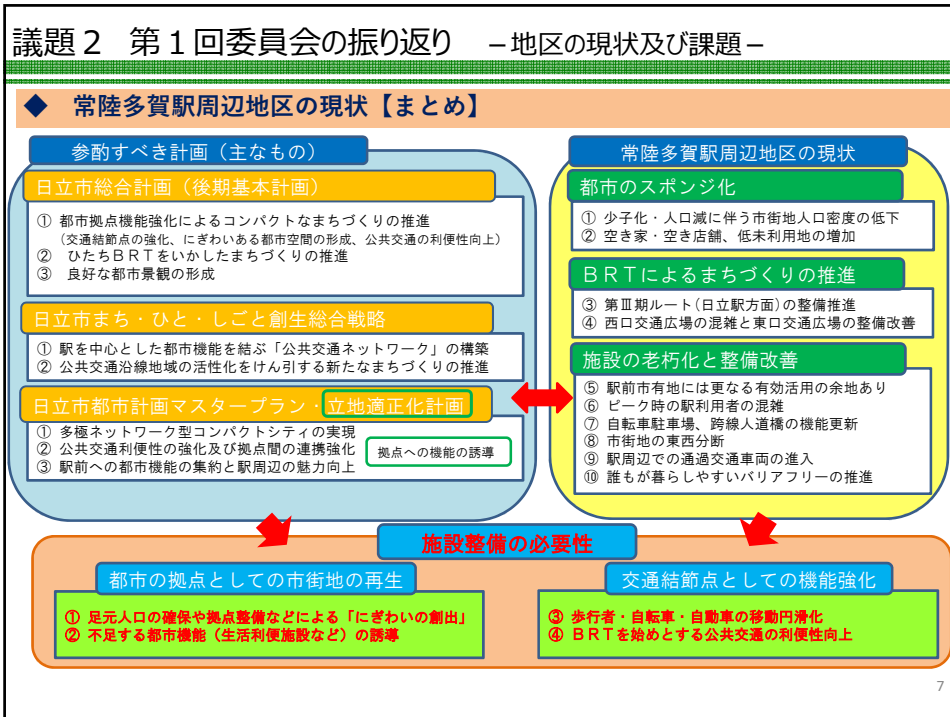 議題２ 第１回委員会の振り返り －地区の現状及び課題－
◆ 常陸多賀駅周辺地区の現状【まとめ】
参酌すべき計画（主なもの）
日立市総合計画（後期基本計画）
① 都市拠点機能強化によるコンパクトなまちづくりの推進
（交通結節点の強化、にぎわいある都市空間の形成、公共交通の利便性向上）
② ひたちＢＲＴをいかしたまちづくりの推進
③ 良好な都市景観の形成
日立市まち・ひと・しごと創生総合戦略
① 駅を中心とした都市機能を結ぶ「公共交通ネットワーク」の構築
② 公共交通沿線地域の活性化をけん引する新たなまちづくりの推進
日立市都市計画マスタープラン・立地適正化計画
① 多極ネットワーク型コンパクトシティの実現
② 公共交通利便性の強化及び拠点間の連携強化
③ 駅前への都市機能の集約と駅周辺の魅力向上
拠点への機能の誘導
常陸多賀駅周辺地区の現状
都市のスポンジ化
① 少子化・人口減に伴う市街地人口密度の低下
② 空き家・空き店舗、低未利用地の増加
ＢＲＴによるまちづくりの推進
③ 第Ⅱ期ルート(日立駅方面)の整備推進
④ 西口交通広場の混雑と東口交通広場の整備改善
施設の老朽化と整備改善
⑤ 駅前市有地には更なる有効活用の余地あり
⑥ ピーク時の駅利用者の混雑
⑦ 自転車駐車場、跨線人道橋の機能更新
⑧ 市街地の東西分断
⑨ 駅周辺での通過交通車両の進入
⑩ 誰もが暮らしやすいバリアフリーの推進
施設整備の必要性
都市の拠点としての市街地の再生
① 足元人口の確保や拠点整備などによる「にぎわいの創出」
② 不足する都市機能（生活利便施設など）の誘導
交通結節点としての機能強化
③ 歩行者・自転車・自動車の移動円滑化
④ ＢＲＴを始めとする公共交通の利便性向上
7